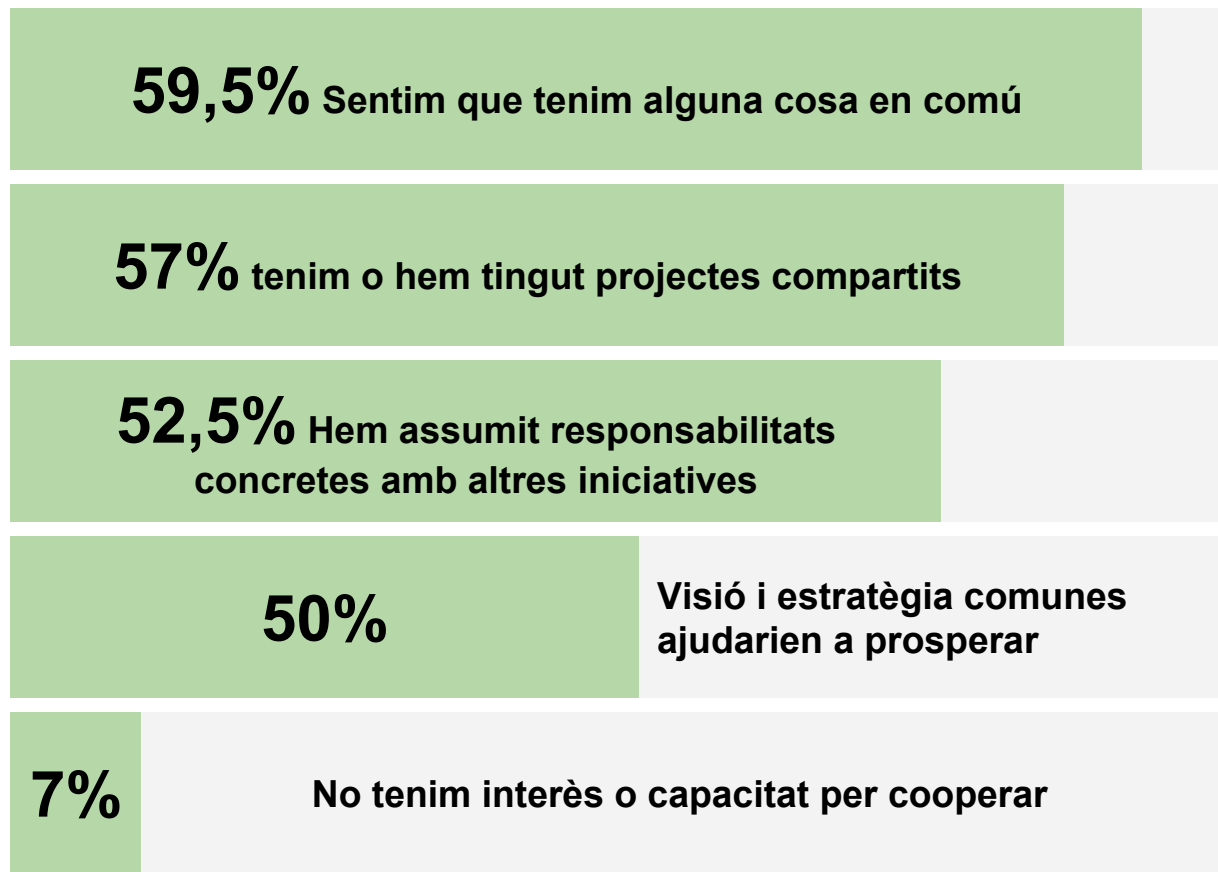 59,5% Sentim que tenim alguna cosa en comú
57% tenim o hem tingut projectes compartits
52,5% Hem assumit responsabilitats
concretes amb altres iniciatives
50%
Visió i estratègia comunes
ajudarien a prosperar
7%
No tenim interès o capacitat per cooperar